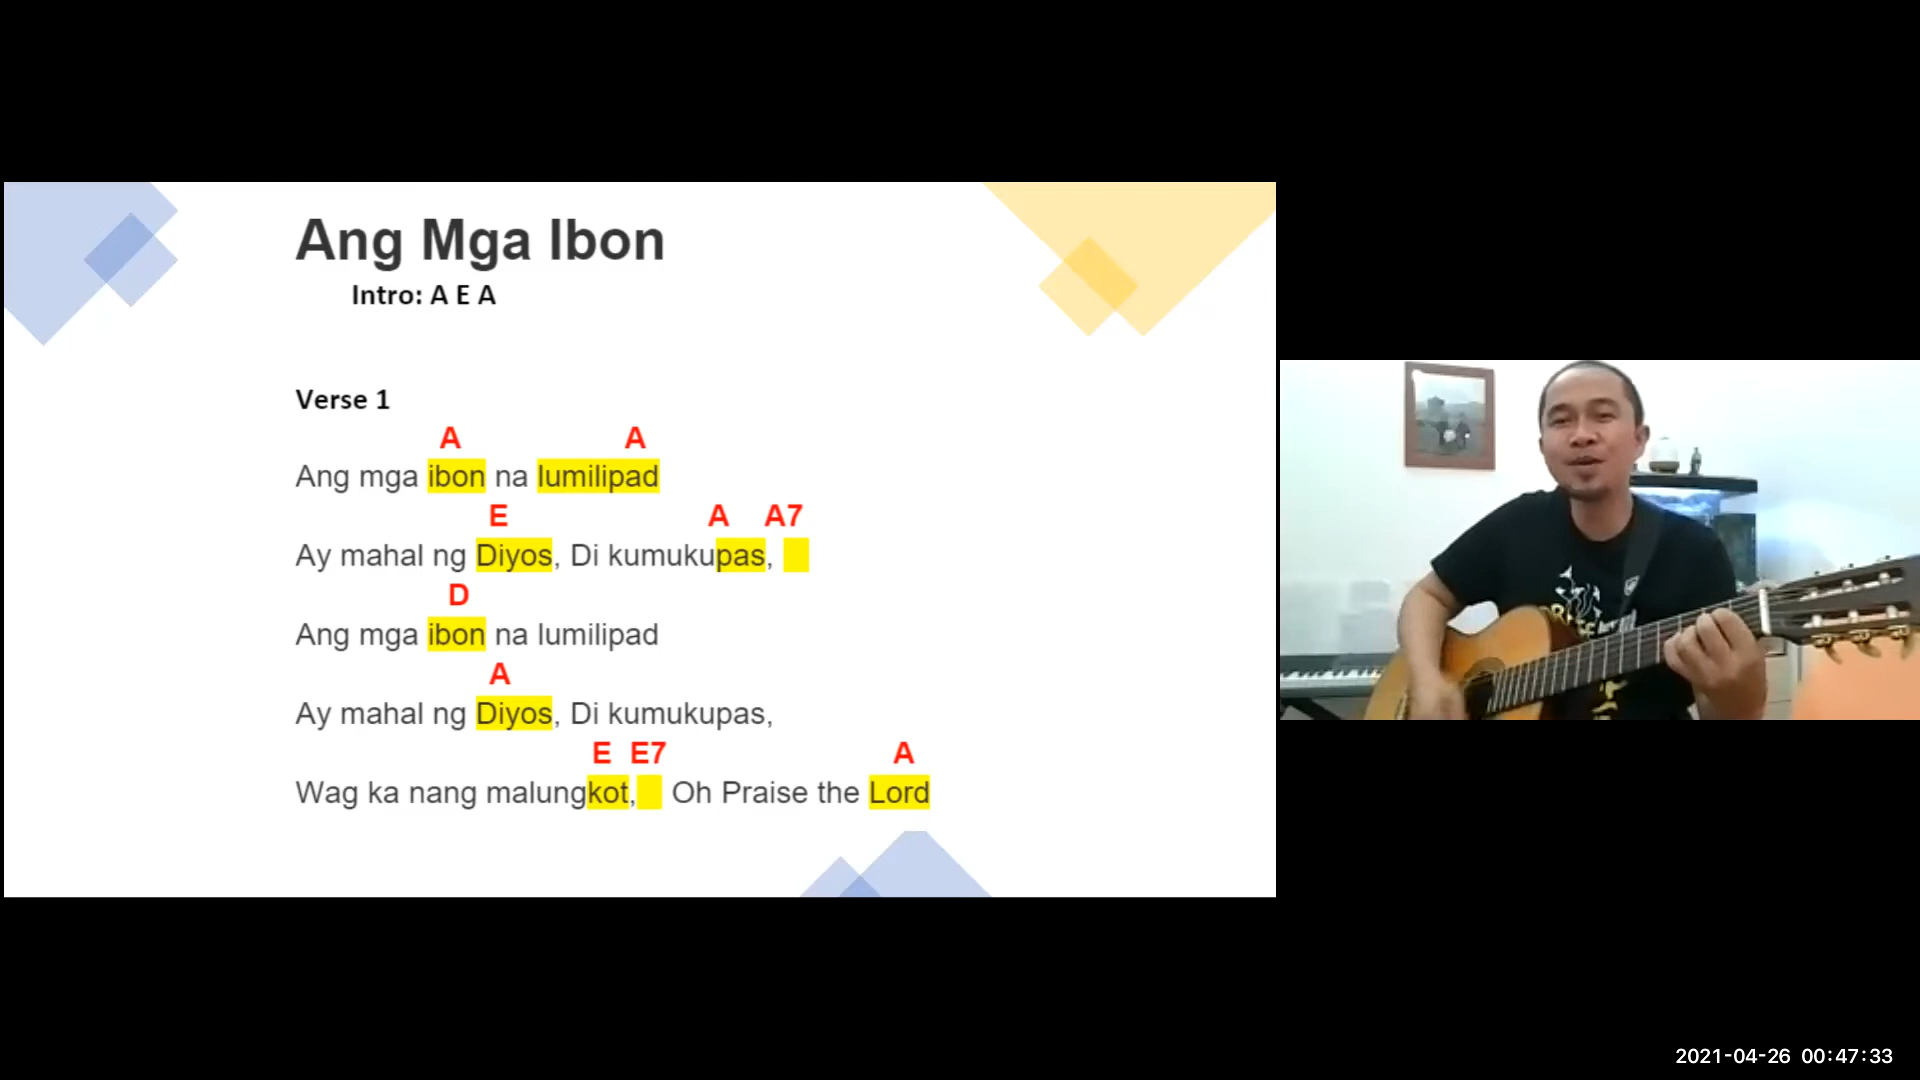 Ang Mga Ibon
Intro: A E A
Verse 1
A A
Ang mga ibon na lumilipad
E A A7
Ay mahal ng Diyos, Di kumukupas,
D
Ang mga ibon na lumilipad
A
Ay mahal ng Diyos, Di kumukupas,
E E7 A
Wag ka nang malungkot, Oh Praise the Lord
2021-04-26 00:47:33